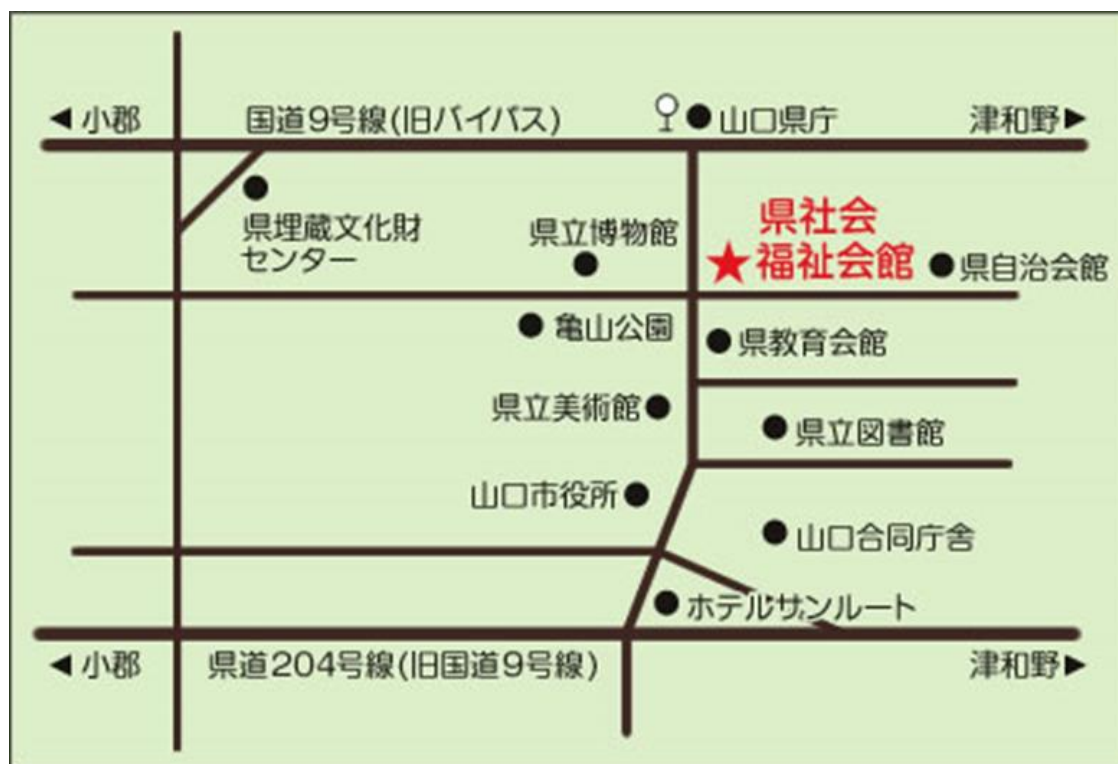 ◀ 小郡
国道9号線(旧バイパス)
山口県庁
津和野▶
県埋蔵文化財
センター
県立博物館
県社会
★福祉会館
県自治会館
亀山公園
県教育会館
県立美術館
県立図書館
山口市役所
山口合同庁舎
ホテルサンルート
◀ 小郡
県道204号線(旧国道9号線)
津和野▶